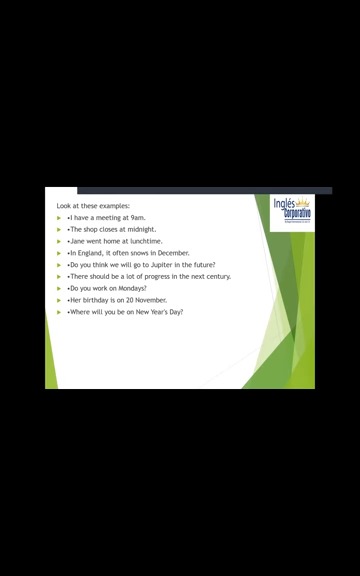 Look at these examples:
•I have a meeting at 9am.
•The shop closes at midnight.
•Jane went home at lunchtime.
•In England, it often snows in December.
•Do you think we will go to Jupiter in the future?
•There should be a lot of progress in the next century.
•Do you work on Mondays?
•Her birthday is on 20 November.
•Where will you be on New Year's Day?
Inglés
Corporativo